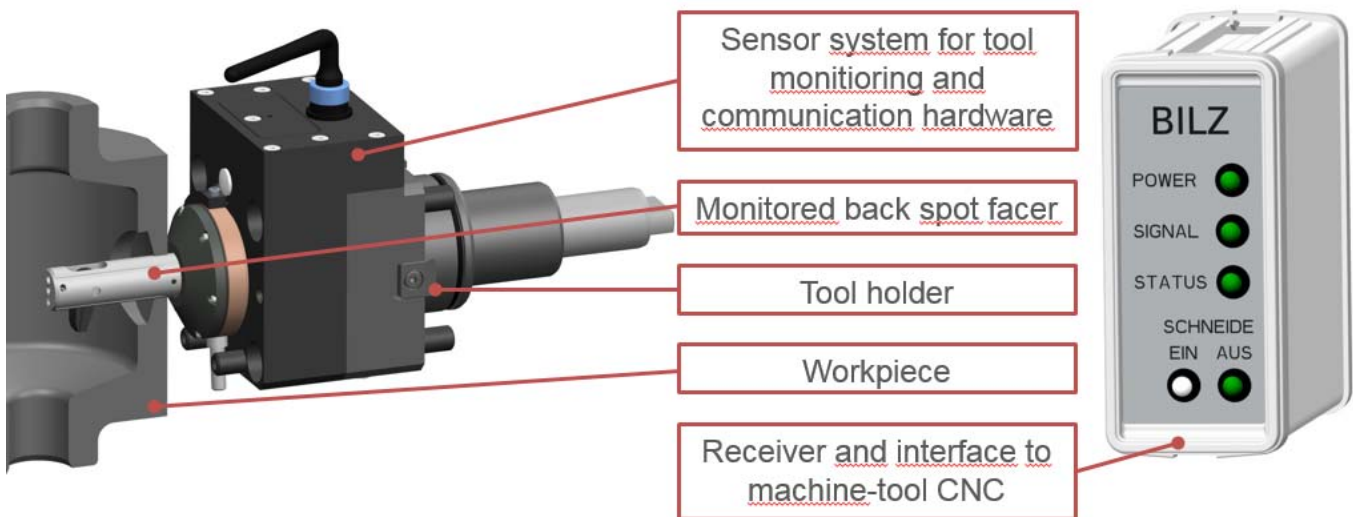 Sensor system for tool
monitioring and
communication hardware
Monitored back spot facer
Tool holder
Workpiece
Receiver and interface to
machine-tool CNC
BILZ
POWER
SIGNAL
STATUS
SCHNEIDE
EIN AUS